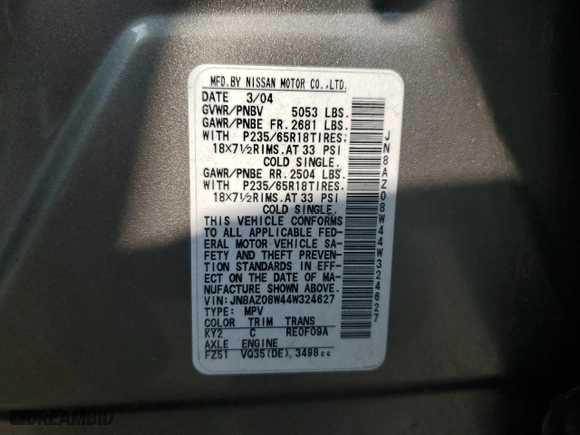 MFD.BY NISSAN MOTOR CO.,LTD.
DATE 3/04
GVWR/PNBV 5053 LBS.
GAWR/PNBE FR. 2681 LBS.
WITH P235/65R18TIRES;
18X7½RIMS.AT 33 PSI
COLD SINGLE.
GAWR/PNBE RR. 2504 LBS.
WITH P235/65R18TIRES;
18X7½RIMS.AT 33 PSI
COLD SINGLE.
THIS VEHICLE CONFORMS
TO ALL APPLICABLE FED-
ERAL MOTOR VEHICLE SA-
FETY AND THEFT PREVEN-
TION STANDARDS IN EFF-
ECT ON THE DATE OF MA-
NUFACTURE SHOWN ABOVE.
VIN:JN8AZ08W44W324627
TYPE: MPV
COLOR TRIM TRANS
KY2 C RE0F09A
AXLE ENGINE
FZ51 VQ35(DE) 3498cc
JN8AZ08W44W324627
DREAMBID